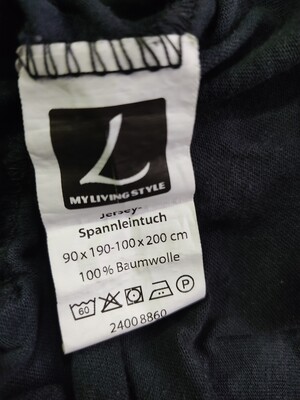 L
MY LIVING STYLE
Jersey-
Spannleintuch
90 x 190-100 x 200 cm
100% Baumwolle
60 P
2400 8860